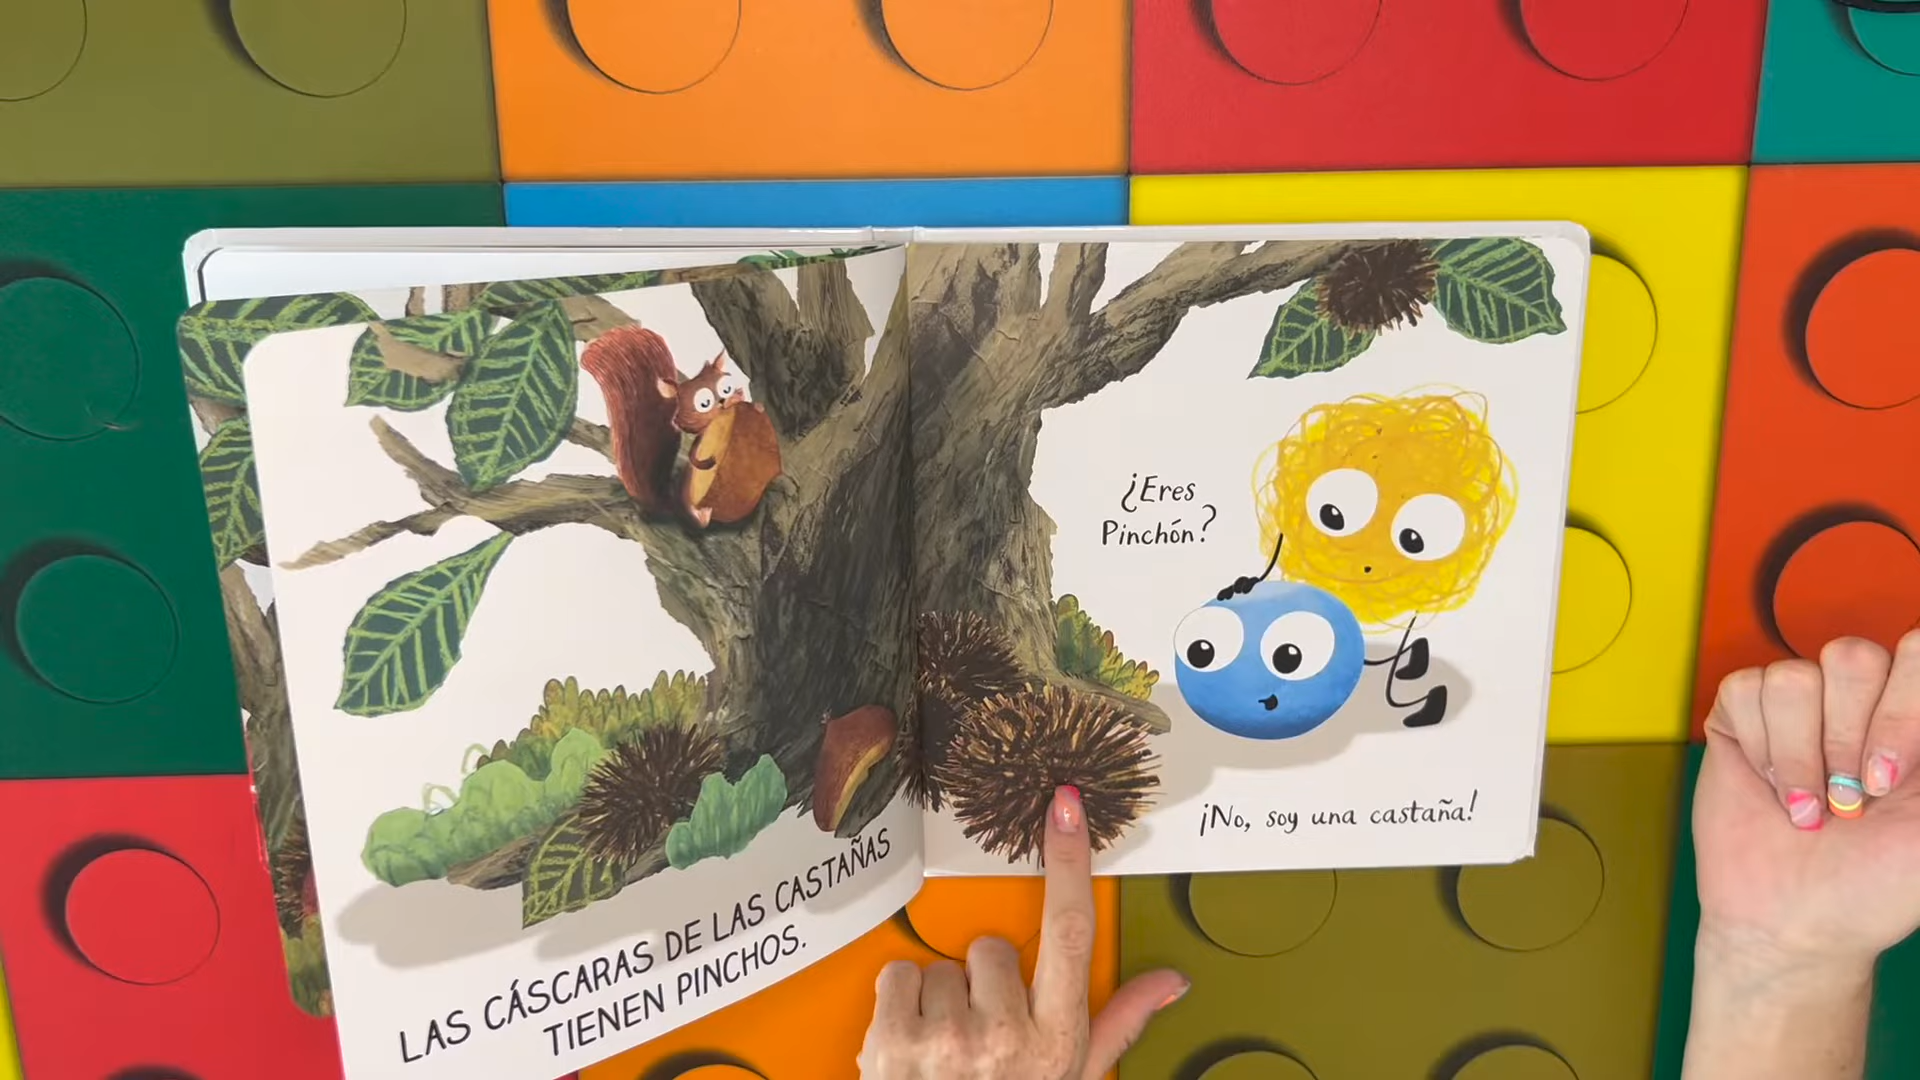 LAS CÁSCARAS DE LAS CASTAÑAS
TIENEN PINCHOS.
¿Eres
Pinchón?
¡No, soy una castaña!